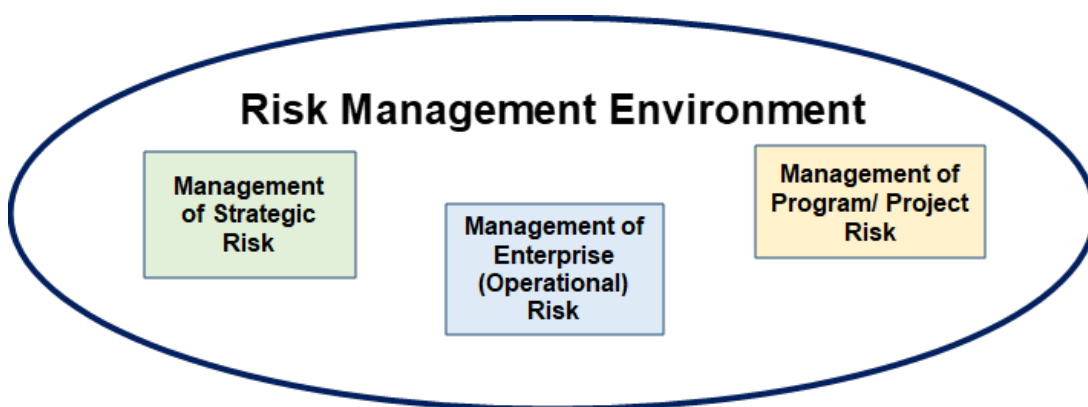 Risk Management Environment
Management
of Strategic
Risk
Management of
Enterprise
(Operational)
Risk
Management of
Program/ Project
Risk